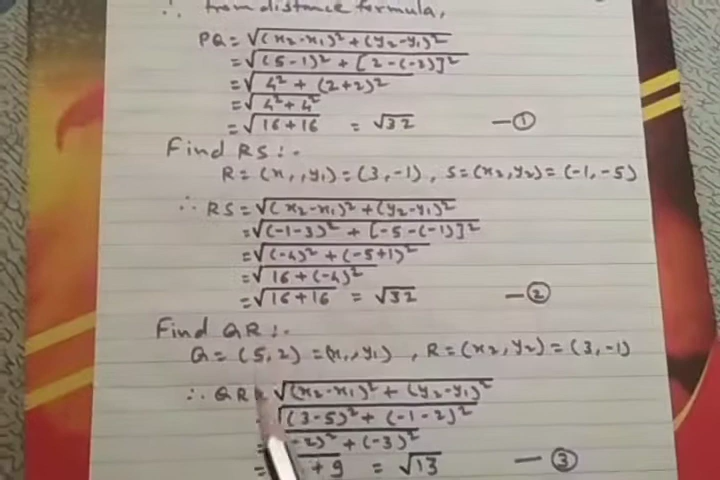 ∴ from distance formula,
PQ = √(x₂-x₁)² + (y₂-y₁)²
= √(5-1)² + [2-(-2)]²
= √4² + (2+2)²
= √4² + 4²
= √16+16 = √32 —①
Find RS:-
R = (x₁,y₁) = (3,-1), S = (x₂,y₂) = (-1,-5)
∴ RS = √(x₂-x₁)² + (y₂-y₁)²
= √(-1-3)² + [-5-(-1)]²
= √(-4)² + (-5+1)²
= √16 + (-4)²
= √16+16 = √32 —②
Find QR:-
Q = (5,2) = (x₁,y₁), R = (x₂,y₂) = (3,-1)
∴ QR = √(x₂-x₁)² + (y₂-y₁)²
√(3-5)² + (-1-2)²
= -2)² + (-3)²
= + 9 = √13 —③